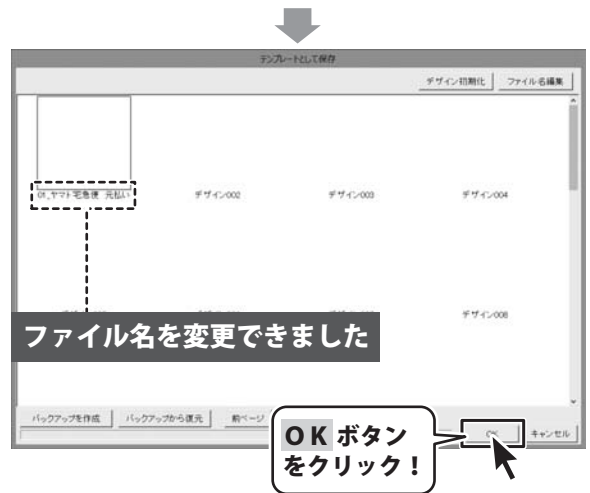 テンプレートとして保存
デザイン初期化 ファイル名編集
01_ヤマト宅急便 元払い デザイン002 デザイン003 デザイン004
デザイン008
ファイル名を変更できました
バックアップを作成 バックアップから復元 前ページ
OK キャンセル
OK ボタン
をクリック！